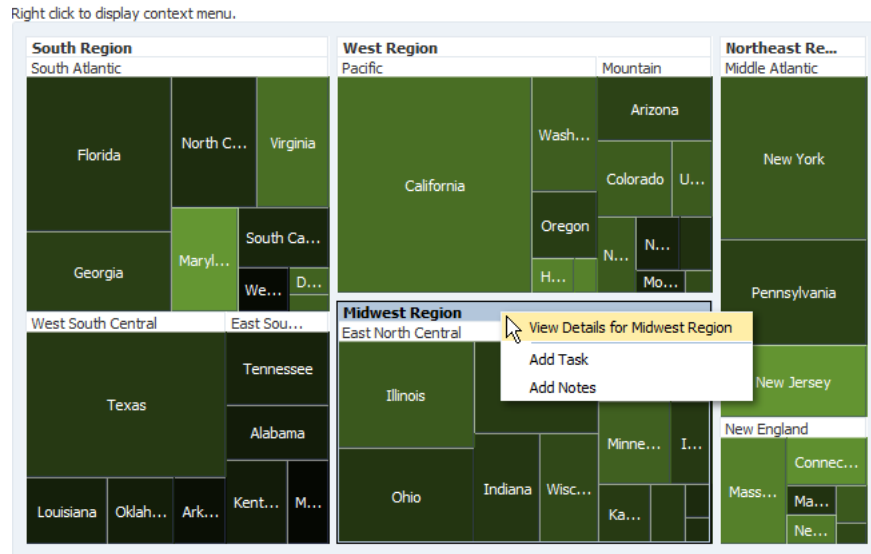 Right click to display context menu.
South Region
South Atlantic
Florida
North C...
Virginia
Georgia
Maryl...
South Ca...
We...
D...
West South Central
East Sou...
Texas
Tennessee
Alabama
Louisiana
Oklah...
Ark...
Kent...
M...
West Region
Pacific
Mountain
California
Wash...
Oregon
H...
Arizona
Colorado
U...
N...
N...
Mo...
Midwest Region
East North Central
Illinois
Ohio
Indiana
Wisc...
Minne...
I...
Ka...
View Details for Midwest Region
Add Task
Add Notes
Northeast Re...
Middle Atlantic
New York
Pennsylvania
New Jersey
New England
Mass...
Connec...
Ma...
Ne...